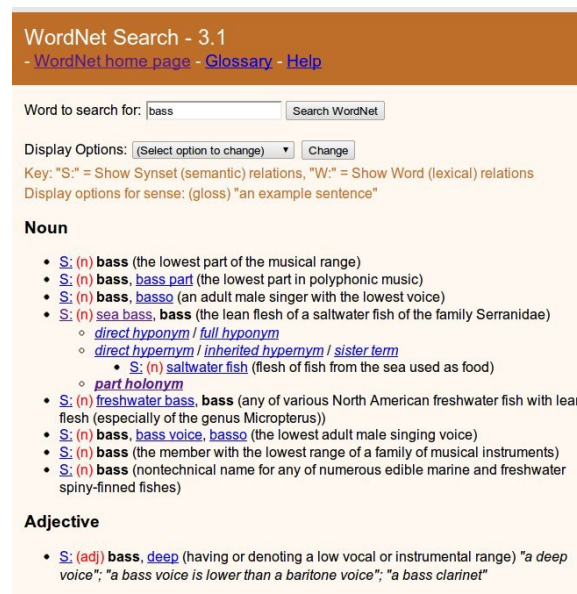 WordNet Search - 3.1
- WordNet home page - Glossary - Help
Word to search for: bass Search WordNet
Display Options: (Select option to change) Change
Key: "S:" = Show Synset (semantic) relations, "W:" = Show Word (lexical) relations
Display options for sense: (gloss) "an example sentence"
Noun
• S: (n) bass (the lowest part of the musical range)
• S: (n) bass, bass part (the lowest part in polyphonic music)
• S: (n) bass, basso (an adult male singer with the lowest voice)
• S: (n) sea bass, bass (the lean flesh of a saltwater fish of the family Serranidae)
◦ direct hyponym / full hyponym
◦ direct hypernym / inherited hypernym / sister term
• S: (n) saltwater fish (flesh of fish from the sea used as food)
◦ part holonym
• S: (n) freshwater bass, bass (any of various North American freshwater fish with lea
flesh (especially of the genus Micropterus))
• S: (n) bass, bass voice, basso (the lowest adult male singing voice)
• S: (n) bass (the member with the lowest range of a family of musical instruments)
• S: (n) bass (nontechnical name for any of numerous edible marine and freshwater
spiny-finned fishes)
Adjective
• S: (adj) bass, deep (having or denoting a low vocal or instrumental range) "a deep
voice"; "a bass voice is lower than a baritone voice"; "a bass clarinet"